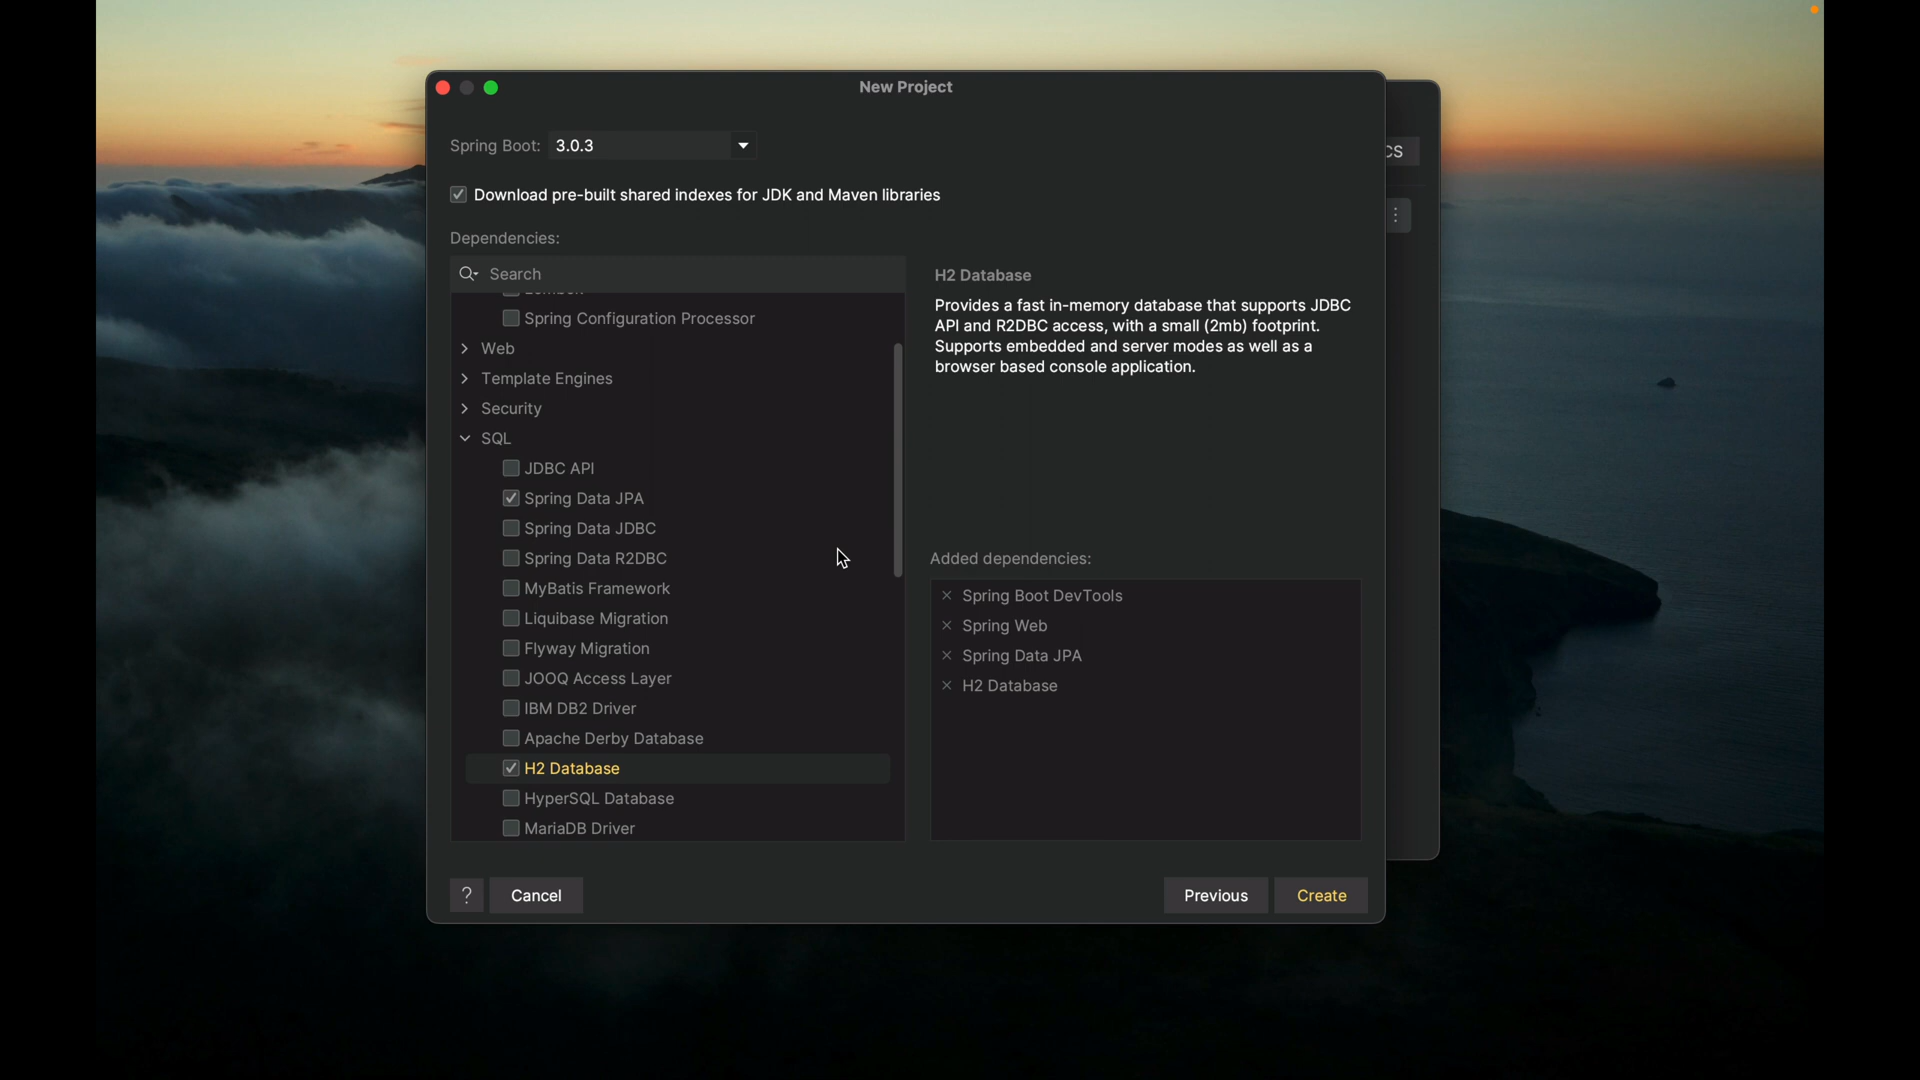 New Project
CS
Spring Boot: 3.0.3
Download pre-built shared indexes for JDK and Maven libraries
Dependencies:
Search
Spring Configuration Processor
Web
Template Engines
Security
SQL
JDBC API
Spring Data JPA
Spring Data JDBC
Spring Data R2DBC
MyBatis Framework
Liquibase Migration
Flyway Migration
JOOQ Access Layer
IBM DB2 Driver
Apache Derby Database
H2 Database
HyperSQL Database
MariaDB Driver
H2 Database
Provides a fast in-memory database that supports JDBC
API and R2DBC access, with a small (2mb) footprint.
Supports embedded and server modes as well as a
browser based console application.
Added dependencies:
Spring Boot DevTools
Spring Web
Spring Data JPA
H2 Database
?
Cancel
Previous
Create